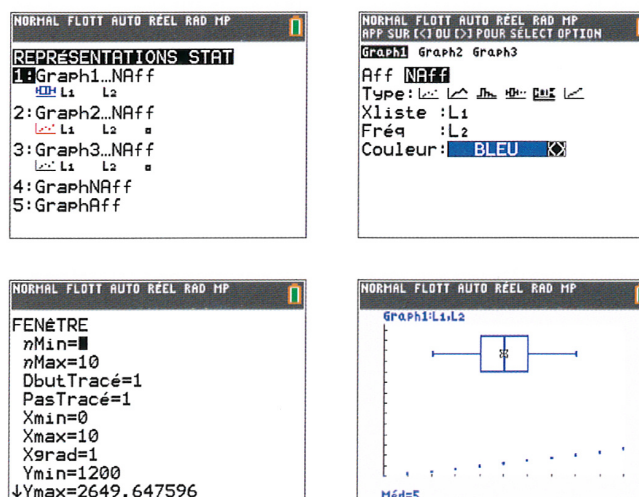 NORMAL FLOTT AUTO RÉEL RAD MP
REPRÉSENTATIONS STAT
1:Graph1...NAff
L1 L2
2:Graph2...NAff
L1 L2
3:Graph3...NAff
L1 L2
4:GraphNAff
5:GraphAff
NORMAL FLOTT AUTO RÉEL RAD MP
APP SUR [<] OU [>] POUR SÉLECT OPTION
Graph1 Graph2 Graph3
Aff NAff
Type:
Xliste :L1
Fréq :L2
Couleur: BLEU
NORMAL FLOTT AUTO RÉEL RAD MP
FENÊTRE
nMin=
nMax=10
DbutTracé=1
PasTracé=1
Xmin=0
Xmax=10
Xgrad=1
Ymin=1200
↓Ymax=2649.647596
NORMAL FLOTT AUTO RÉEL RAD MP
Graph1:L1,L2
Méd=5